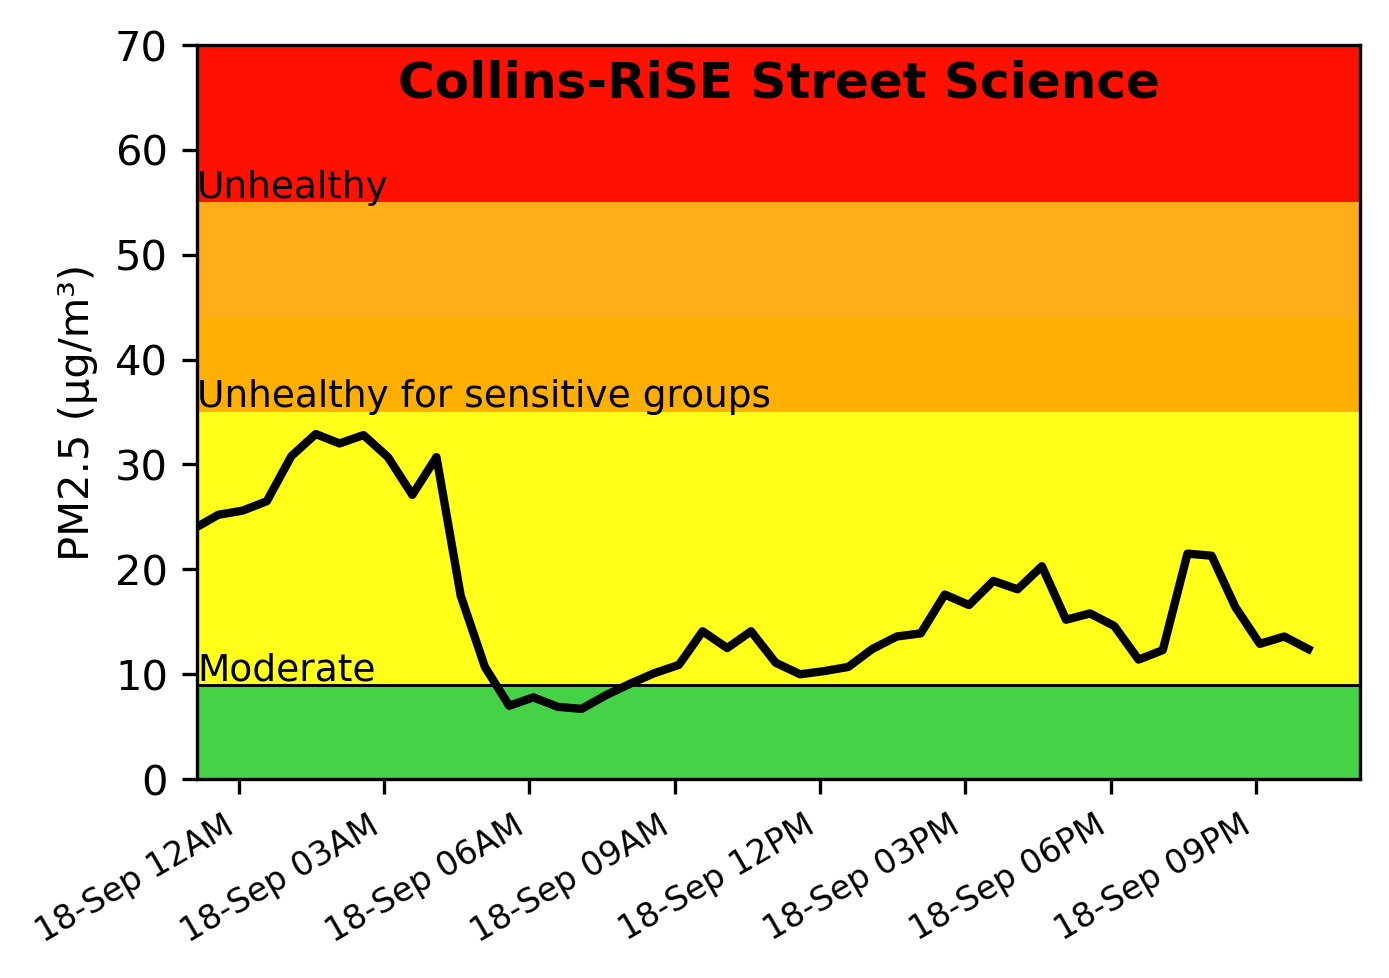 Collins-RiSE Street Science
70
60
50
40
30
20
10
0
PM2.5 (µg/m³)
Unhealthy
Unhealthy for sensitive groups
Moderate
18-Sep 12AM
18-Sep 03AM
18-Sep 06AM
18-Sep 09AM
18-Sep 12PM
18-Sep 03PM
18-Sep 06PM
18-Sep 09PM